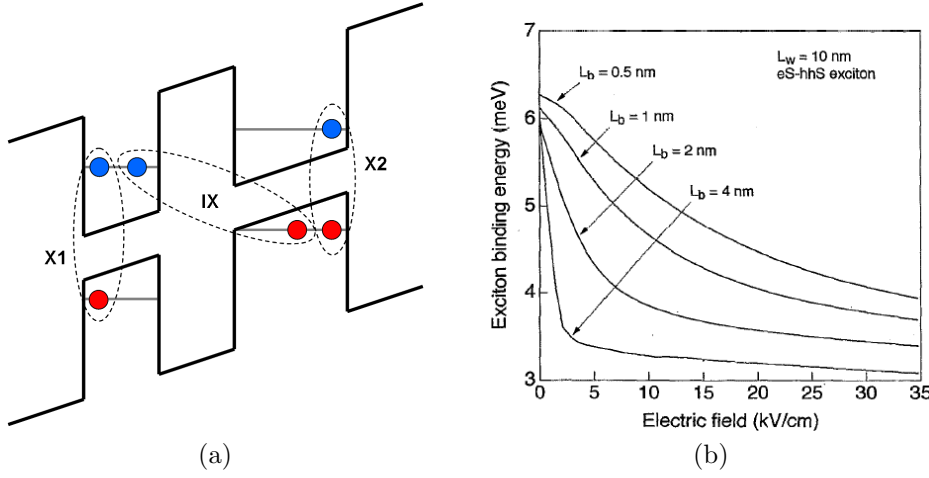 X1
IX
X2
(a)
Exciton binding energy (meV)
7
6
5
4
3
L_w = 10 nm
eS-hhS exciton
L_b = 0.5 nm
L_b = 1 nm
L_b = 2 nm
L_b = 4 nm
0 5 10 15 20 25 30 35
Electric field (kV/cm)
(b)